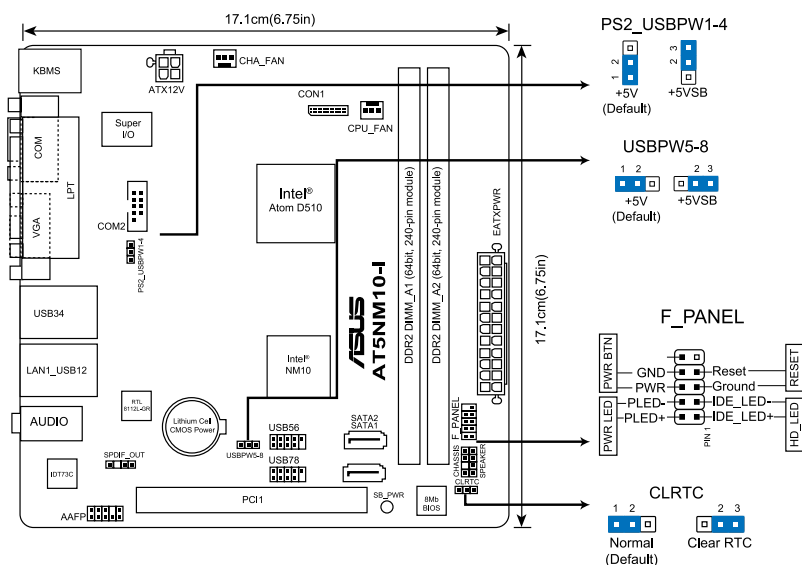 17.1cm(6.75in)
KBMS
ATX12V
CHA_FAN
CON1
CPU_FAN
Super
I/O
COM
LPT
VGA
COM2
PS2_USBPW1-4
Intel®
Atom D510
DDR2 DIMM_A1 (64bit, 240-pin module)
DDR2 DIMM_A2 (64bit, 240-pin module)
EATXPWR
17.1cm(6.75in)
ASUS
AT5NM10-I
USB34
LAN1_USB12
AUDIO
Intel®
NM10
RTL
8112L-GR
Lithium Cell
CMOS Power
USBPW5-8
USB56
USB78
SATA2
SATA1
F_PANEL
CHASSIS
SPEAKER
CLRTC
SPDIF_OUT
IDT73C
AAFP
PCI1
SB_PWR
8Mb
BIOS
PS2_USBPW1-4
2
1
+5V
(Default)
3
2
+5VSB
USBPW5-8
1 2
+5V
(Default)
2 3
+5VSB
F_PANEL
PWR BTN
GND
PWR
Reset
Ground
RESET
PWR LED
PLED-
PLED+
IDE_LED-
IDE_LED+
HD_LED
PIN 1
CLRTC
1 2
Normal
(Default)
2 3
Clear RTC